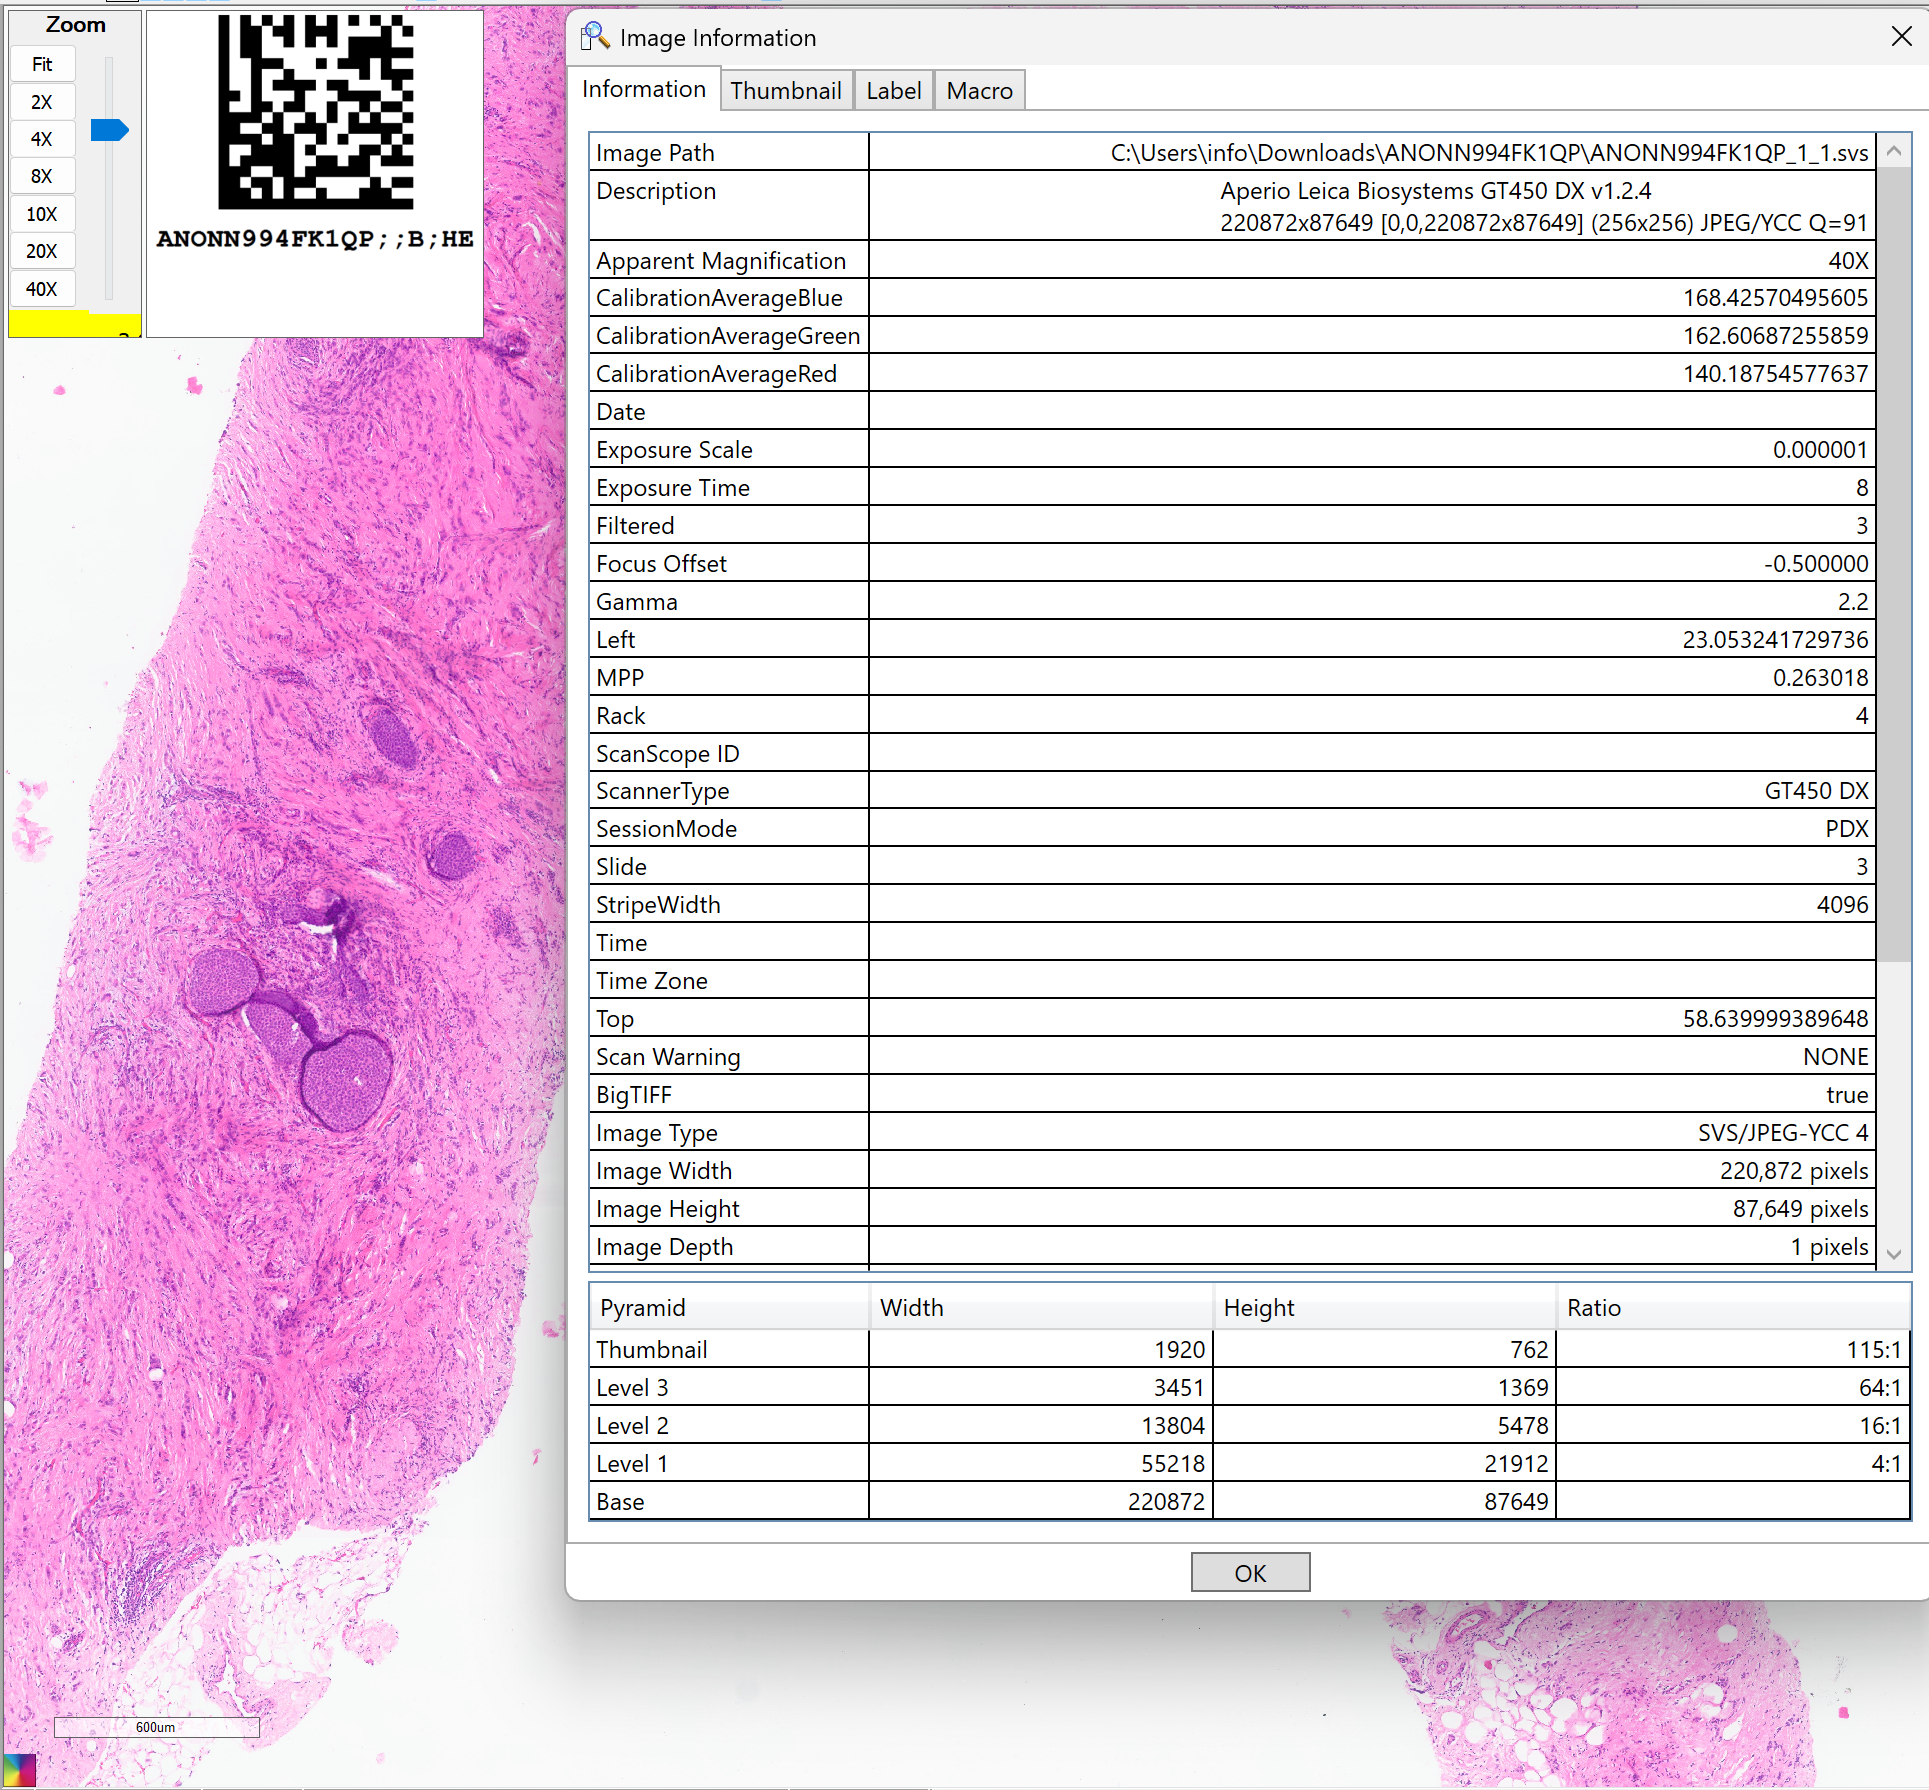 Zoom
Fit
2X
4X
8X
10X
20X
40X
ANONN994FK1QP;;B;HE
600um
Image Information
Information Thumbnail Label Macro
Image Path C:\Users\info\Downloads\ANONN994FK1QP\ANONN994FK1QP_1_1.svs
Description Aperio Leica Biosystems GT450 DX v1.2.4
220872x87649 [0,0,220872x87649] (256x256) JPEG/YCC Q=91
Apparent Magnification 40X
CalibrationAverageBlue 168.42570495605
CalibrationAverageGreen 162.60687255859
CalibrationAverageRed 140.18754577637
Date
Exposure Scale 0.000001
Exposure Time 8
Filtered 3
Focus Offset -0.500000
Gamma 2.2
Left 23.053241729736
MPP 0.263018
Rack 4
ScanScope ID
ScannerType GT450 DX
SessionMode PDX
Slide 3
StripeWidth 4096
Time
Time Zone
Top 58.639999389648
Scan Warning NONE
BigTIFF true
Image Type SVS/JPEG-YCC 4
Image Width 220,872 pixels
Image Height 87,649 pixels
Image Depth 1 pixels
Pyramid Width Height Ratio
Thumbnail 1920 762 115:1
Level 3 3451 1369 64:1
Level 2 13804 5478 16:1
Level 1 55218 21912 4:1
Base 220872 87649
OK